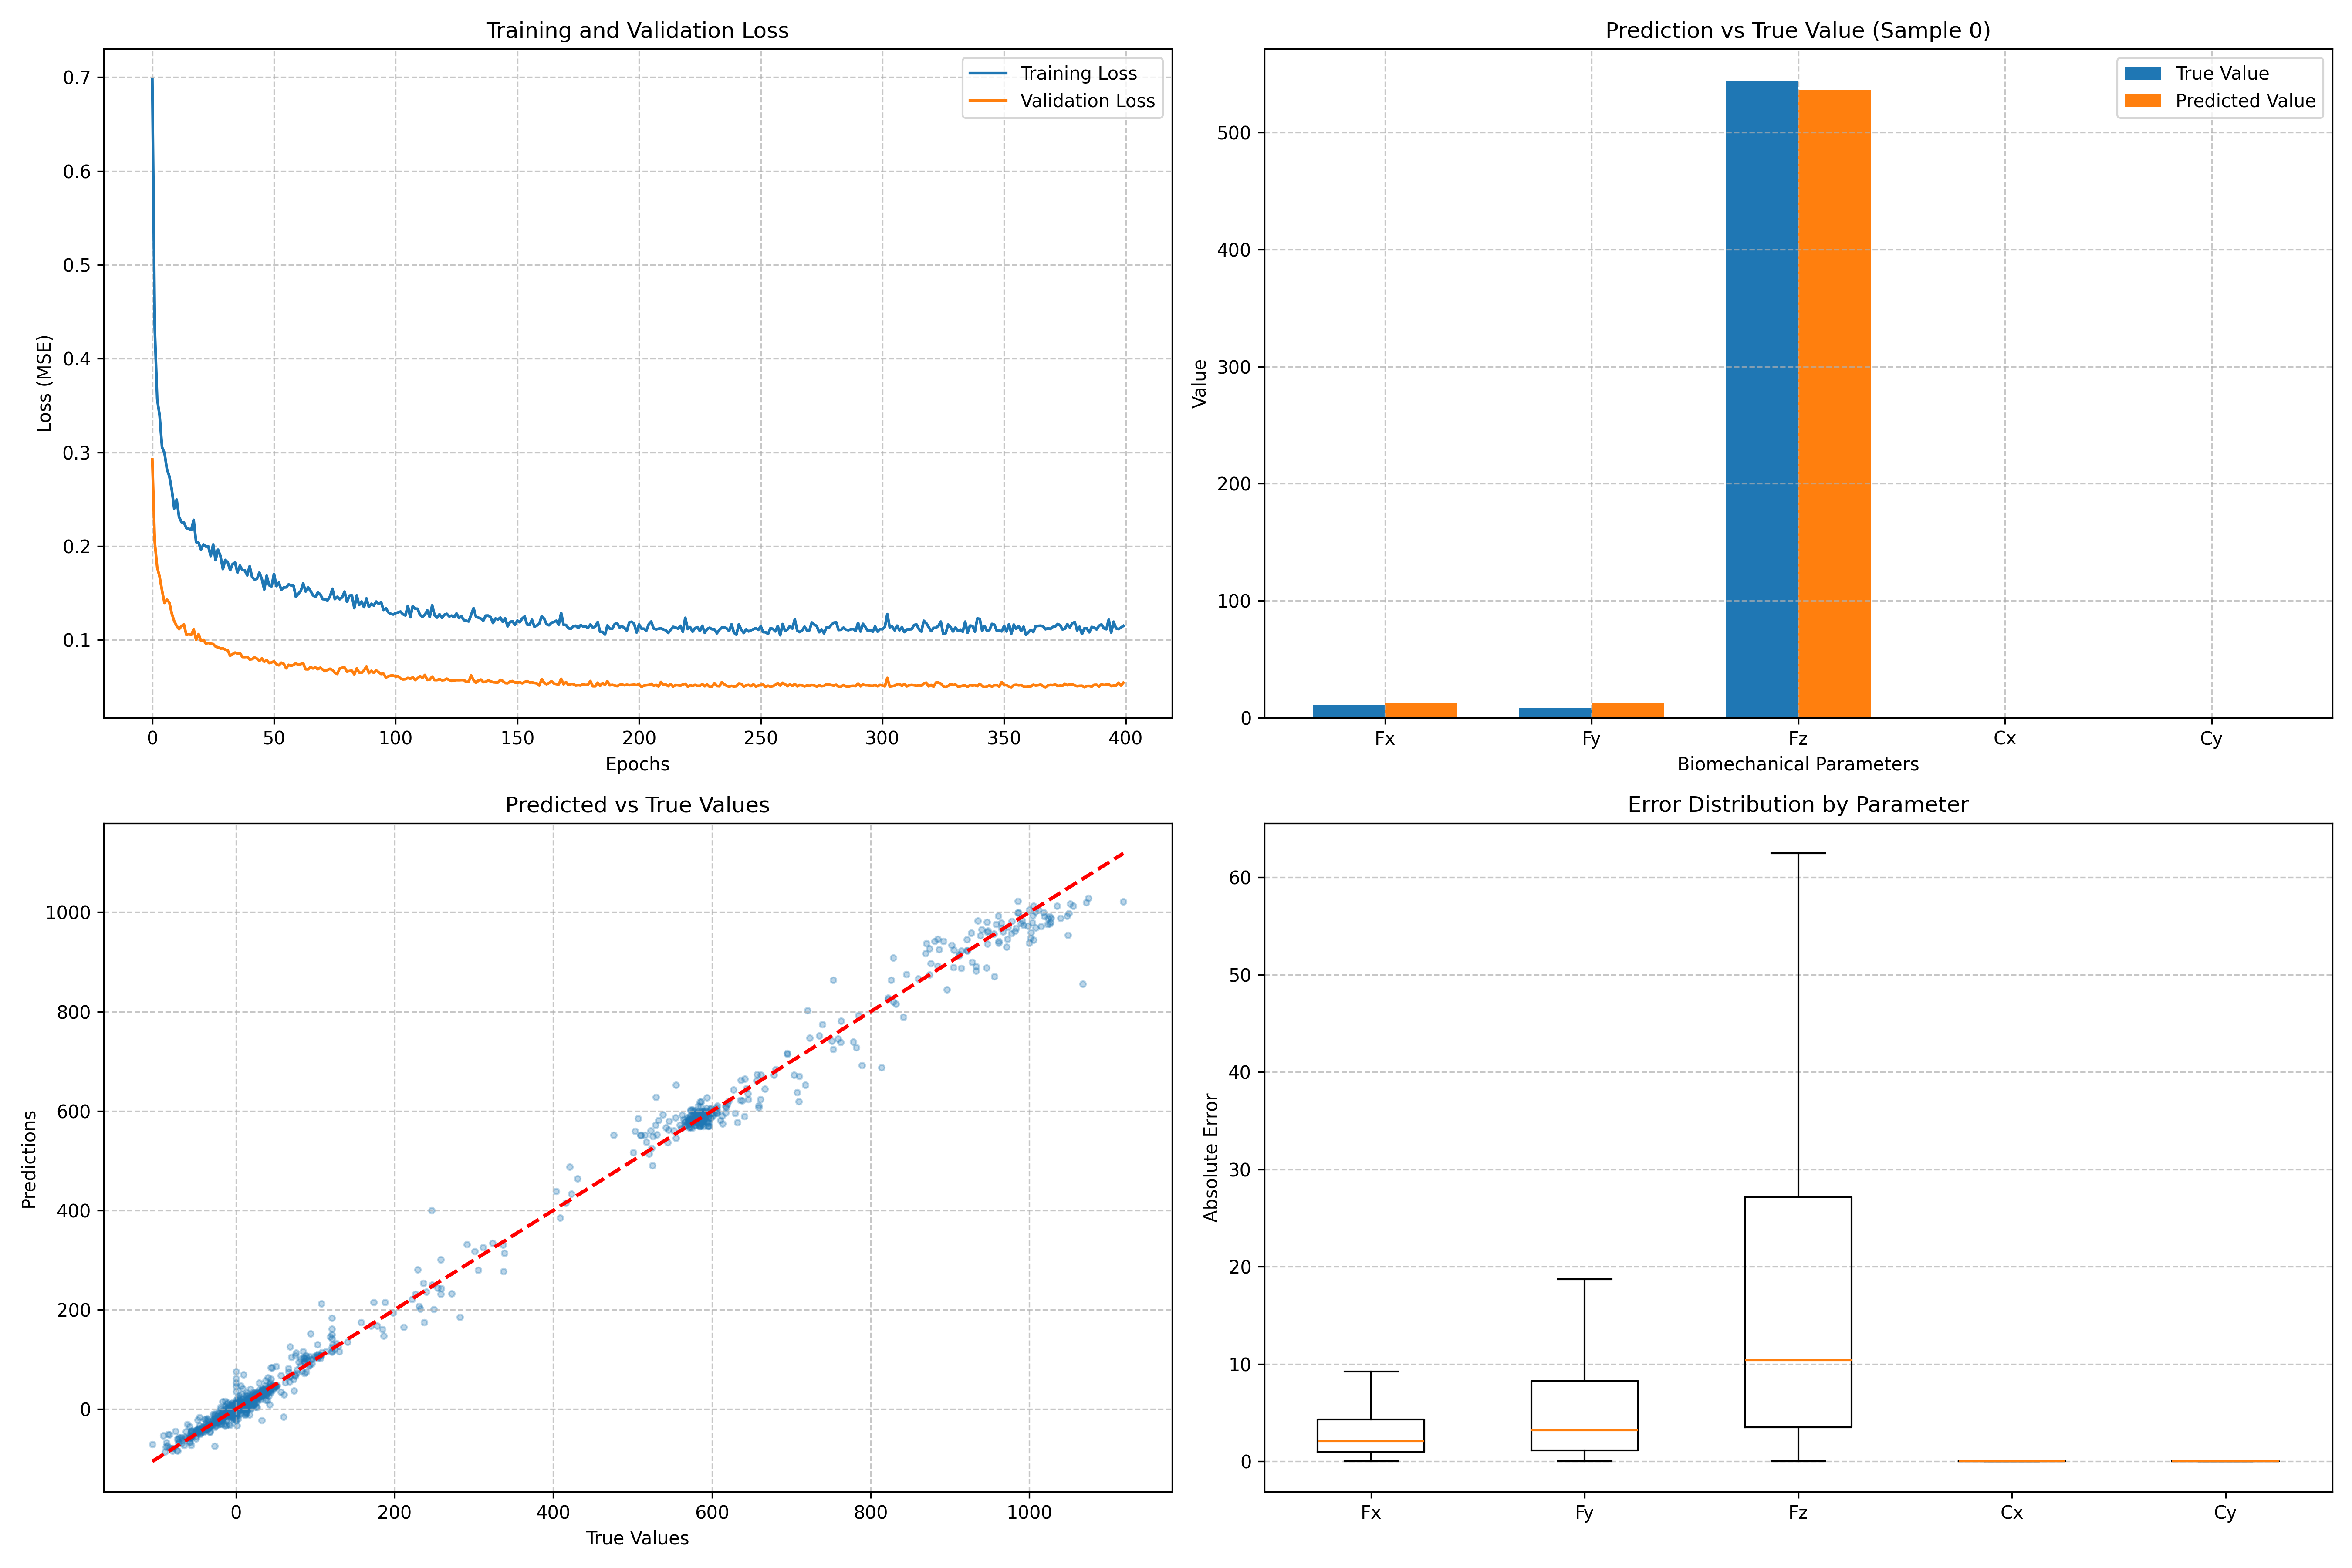 Training and Validation Loss
Training Loss
Validation Loss
0.7
0.6
0.5
0.4
0.3
0.2
0.1
Loss (MSE)
0 50 100 150 200 250 300 350 400
Epochs
Prediction vs True Value (Sample 0)
True Value
Predicted Value
500
400
300
200
100
0
Value
Fx Fy Fz Cx Cy
Biomechanical Parameters
Predicted vs True Values
1000
800
600
400
200
0
Predictions
0 200 400 600 800 1000
True Values
Error Distribution by Parameter
60
50
40
30
20
10
0
Absolute Error
Fx Fy Fz Cx Cy